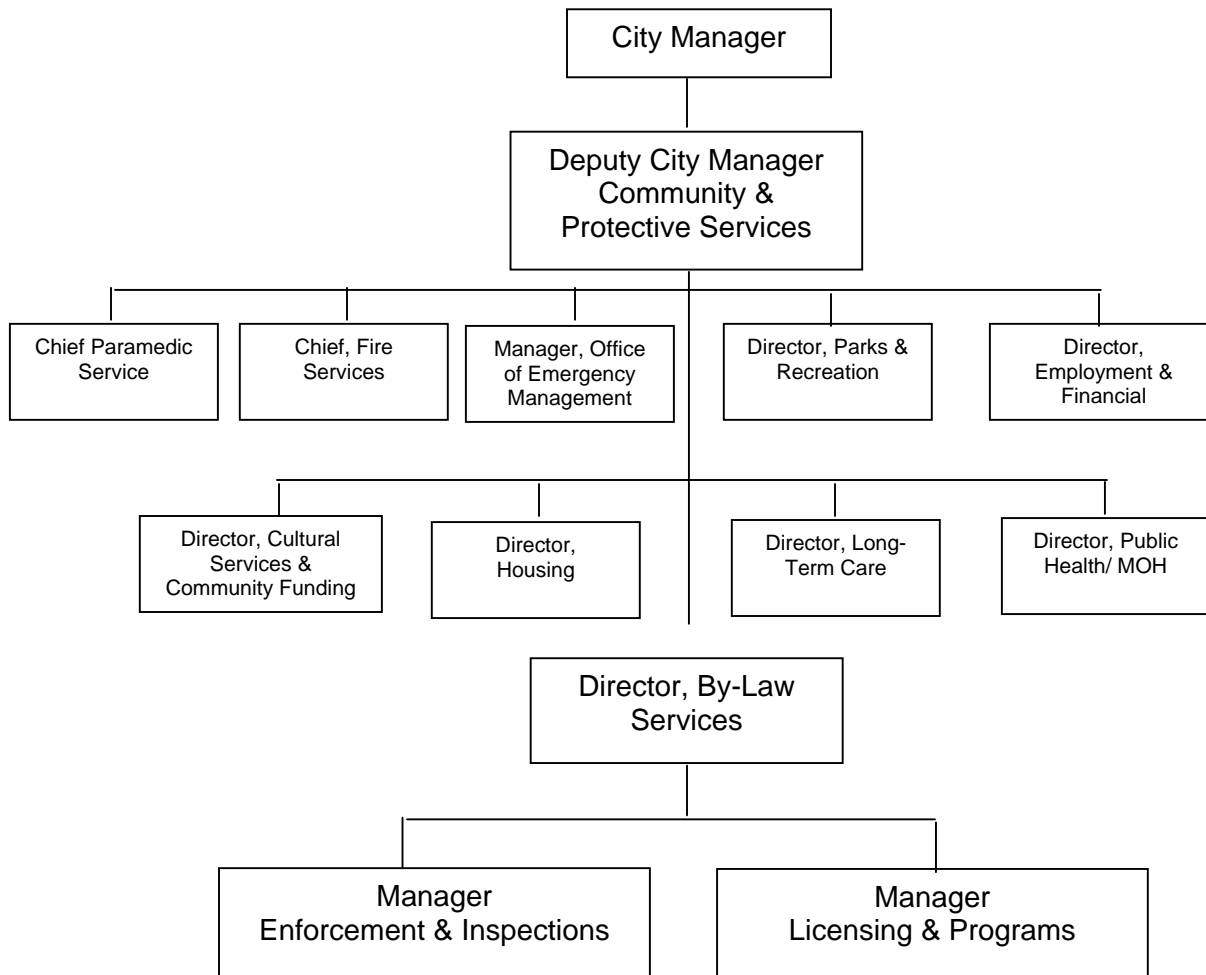 City Manager
Deputy City Manager
Community &
Protective Services
Chief Paramedic
Service
Chief, Fire
Services
Manager, Office
of Emergency
Management
Director, Parks &
Recreation
Director,
Employment &
Financial
Director, Cultural
Services &
Community Funding
Director,
Housing
Director, Long-
Term Care
Director, Public
Health/ MOH
Director, By-Law
Services
Manager
Enforcement & Inspections
Manager
Licensing & Programs